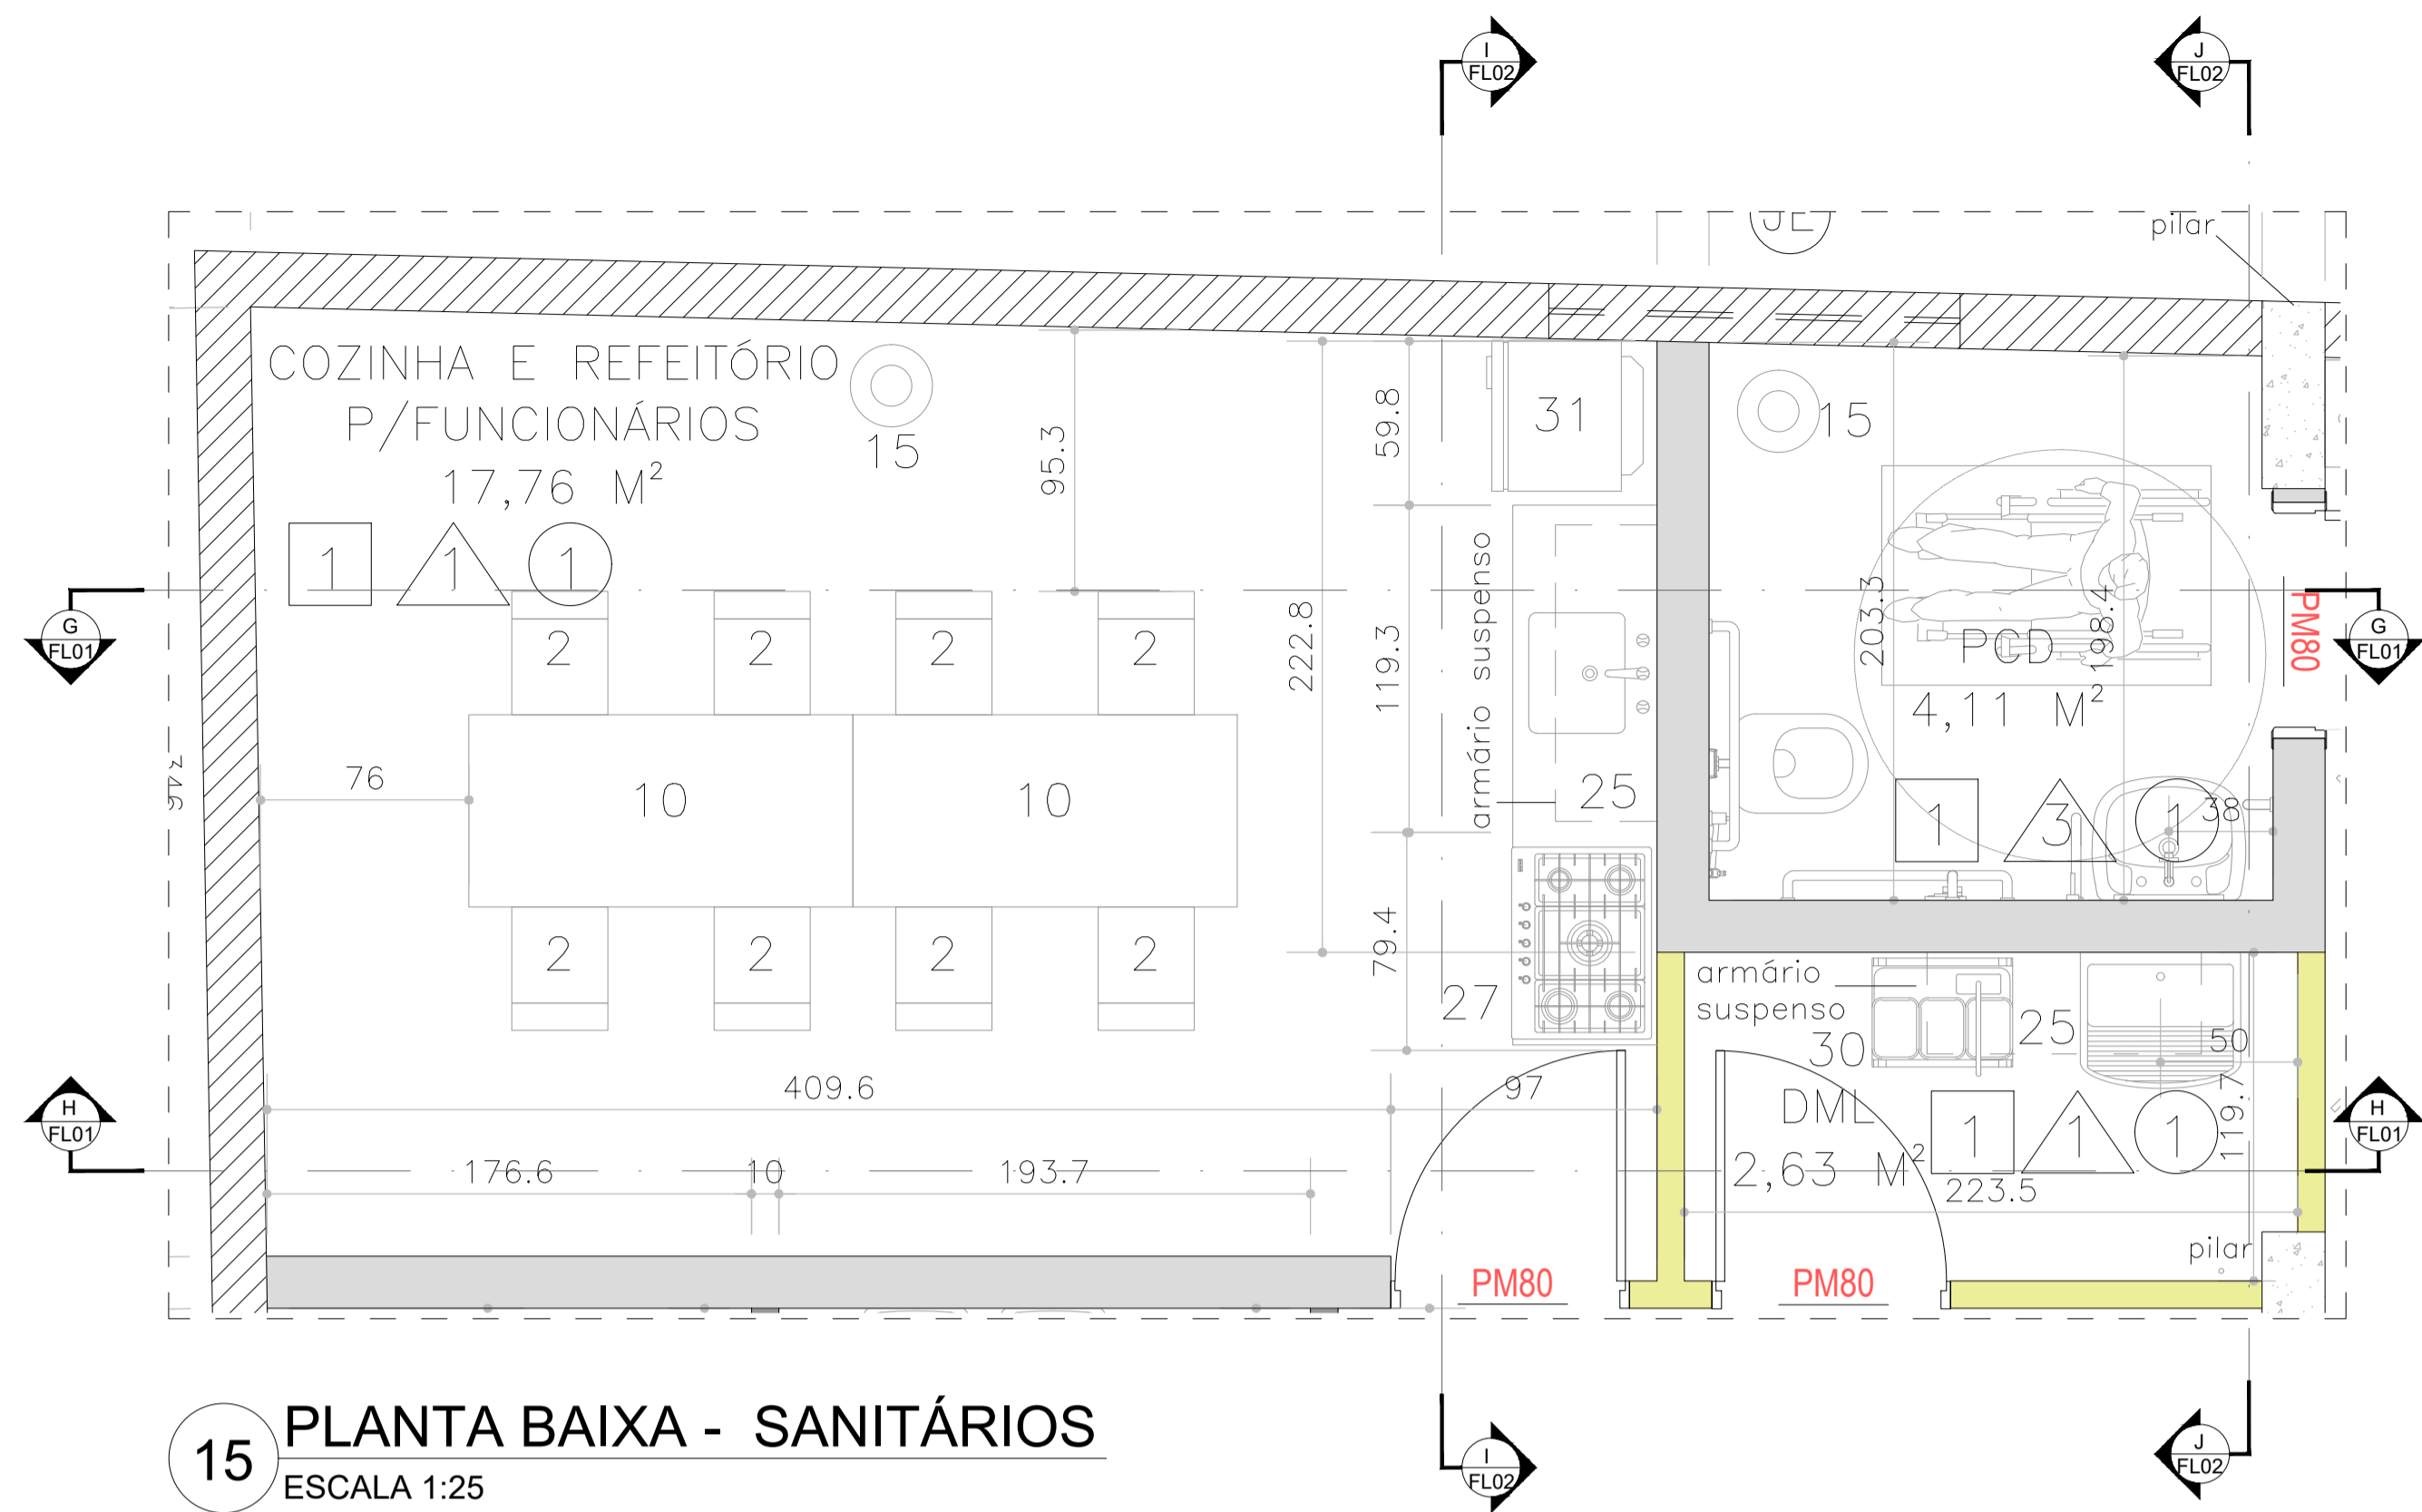 I
FL02
J
FL02
JE
pilar
COZINHA E REFEITÓRIO
P/FUNCIONÁRIOS
17,76 M²
1
1
1
15
95.3
59.8
31
15
armário suspenso
222.8
119.3
203.3
198.4
PCD
4,11 M²
PM80
G
FL01
G
FL01
2
2
2
2
346
76
10
10
25
1
3
1
38
79.4
2
2
2
2
27
armário
suspenso
30
25
50
H
FL01
409.6
97
DML
1
1
1
119.7
H
FL01
176.6
10
193.7
2,63 M²
223.5
pilar
PM80
PM80
15
PLANTA BAIXA - SANITÁRIOS
ESCALA 1:25
I
FL02
J
FL02